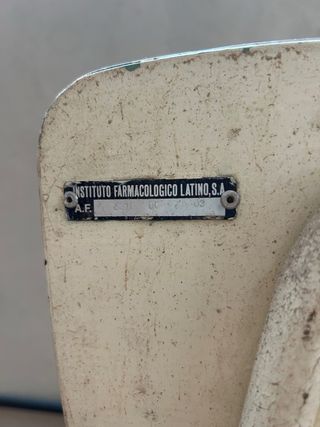 INSTITUTO FARMACOLOGICO LATINO, S.A
A.F.